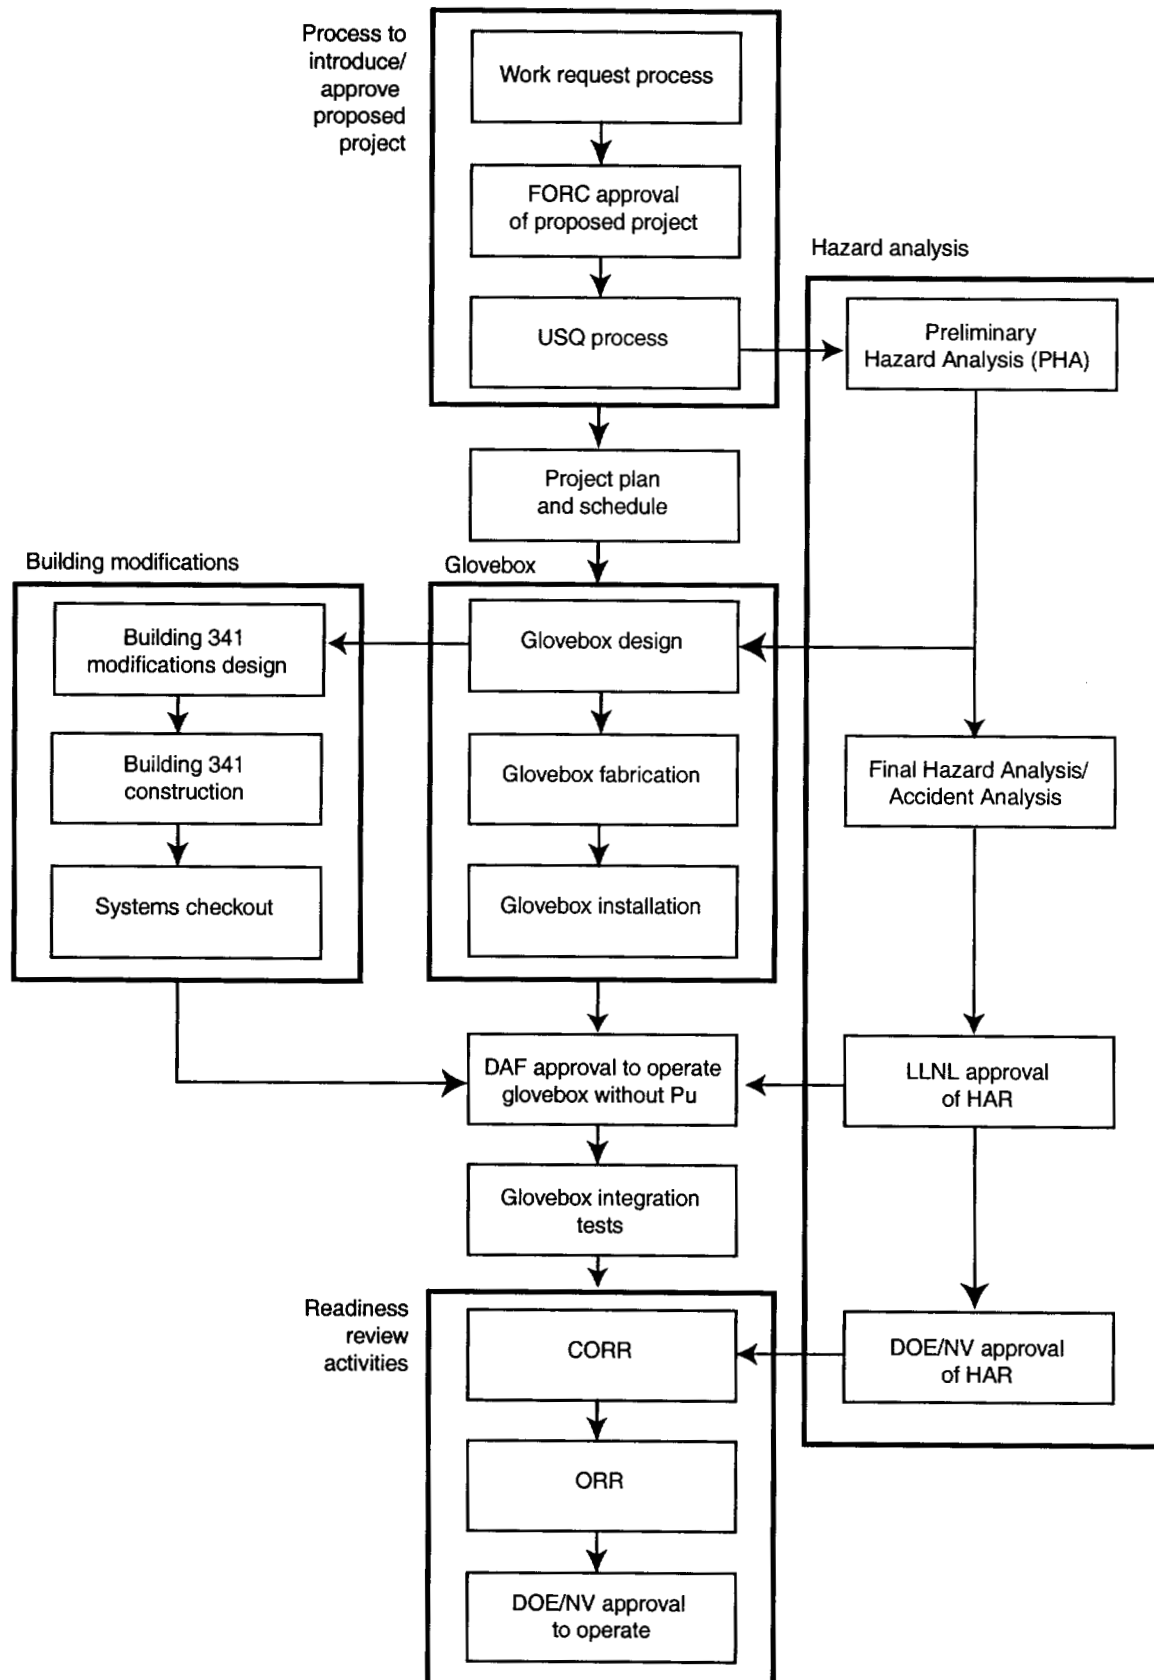 Process to
introduce/
approve
proposed
project
Work request process
FORC approval
of proposed project
USQ process
Hazard analysis
Preliminary
Hazard Analysis (PHA)
Project plan
and schedule
Building modifications
Building 341
modifications design
Building 341
construction
Systems checkout
Glovebox
Glovebox design
Glovebox fabrication
Glovebox installation
Final Hazard Analysis/
Accident Analysis
DAF approval to operate
glovebox without Pu
LLNL approval
of HAR
Glovebox integration
tests
Readiness
review
activities
CORR
ORR
DOE/NV approval
to operate
DOE/NV approval
of HAR